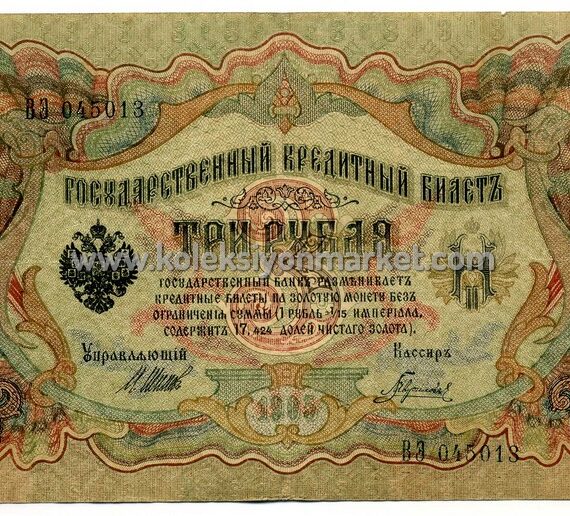 ВЭ 045013
ГОСУДАРСТВЕННЫЙ КРЕДИТНЫЙ БИЛЕТЪ
ТРИ РУБЛЯ
www.koleksiyonmarket.com
ГОСУДАРСТВЕННЫЙ БАНКЪ РАЗМѢНИВАЕТЪ
КРЕДИТНЫЕ БИЛЕТЫ НА ЗОЛОТУЮ МОНЕТУ БЕЗЪ
ОГРАНИЧЕНІЯ СУММЫ (1 РУБЛЬ = 1/15 ИМПЕРІАЛА,
СОДЕРЖИТЪ 17,424 ДОЛЕЙ ЧИСТАГО ЗОЛОТА).
Управляющій Кассиръ
1905
ВЭ 045013